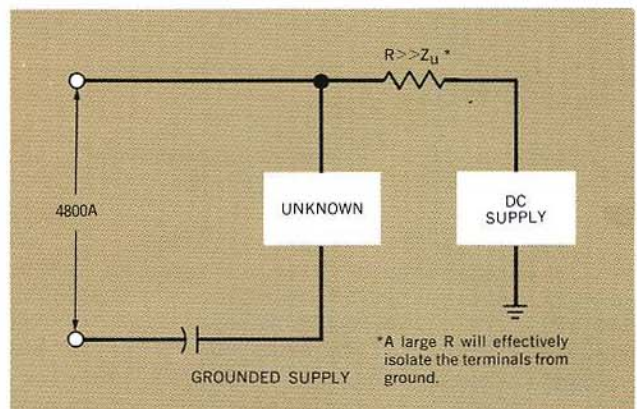 R>>Zu *
4800A
UNKNOWN
DC
SUPPLY
*A large R will effectively
isolate the terminals from
ground.
GROUNDED SUPPLY